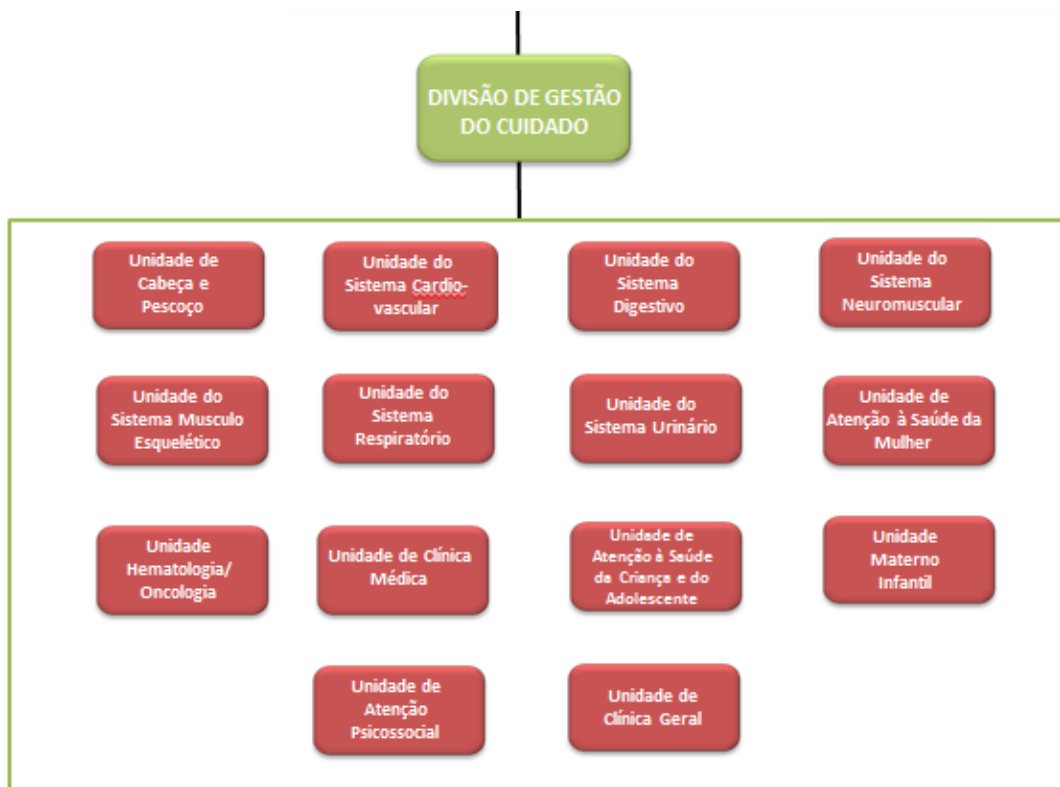 DIVISÃO DE GESTÃO
DO CUIDADO
Unidade de
Cabeça e
Pescoço
Unidade do
Sistema Cardio-
vascular
Unidade do
Sistema
Digestivo
Unidade do
Sistema
Neuromuscular
Unidade do
Sistema Musculo
Esquelético
Unidade do
Sistema
Respiratório
Unidade do
Sistema Urinário
Unidade de
Atenção à Saúde da
Mulher
Unidade
Hematologia/
Oncologia
Unidade de Clínica
Médica
Unidade de
Atenção à Saúde
da Criança e do
Adolescente
Unidade
Materno
Infantil
Unidade de
Atenção
Psicossocial
Unidade de
Clínica Geral